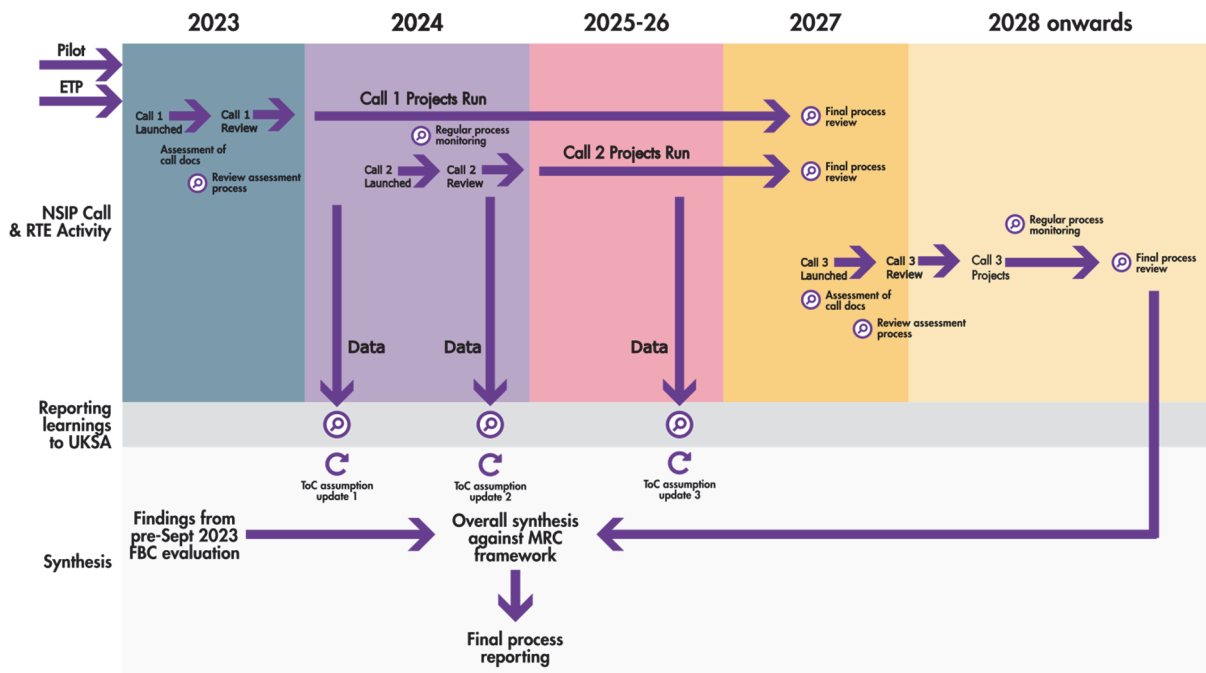 2023
2024
2025-26
2027
2028 onwards
Pilot
ETP
Call 1
Launched
Call 1
Review
Call 1 Projects Run
Final process
review
Assessment of
call docs
Review assessment
process
Regular process
monitoring
Call 2
Launched
Call 2
Review
Call 2 Projects Run
Final process
review
NSIP Call
& RTE Activity
Regular process
monitoring
Call 3
Launched
Call 3
Review
Call 3
Projects
Final process
review
Assessment of
call docs
Review assessment
process
Data
Data
Data
Reporting
learnings
to UKSA
ToC assumption
update 1
ToC assumption
update 2
ToC assumption
update 3
Synthesis
Findings from
pre-Sept 2023
FBC evaluation
Overall synthesis
against MRC
framework
Final process
reporting